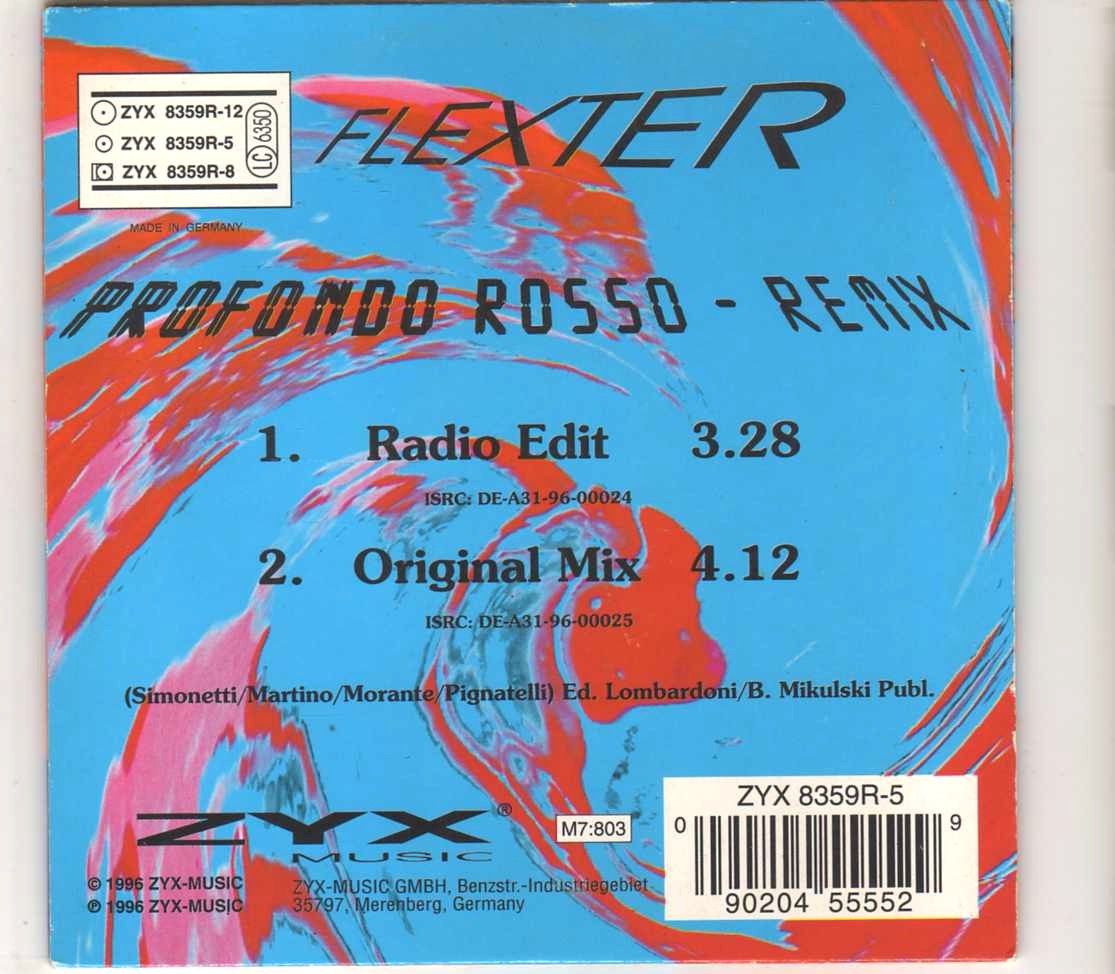 ZYX 8359R-12
ZYX 8359R-5
ZYX 8359R-8
LC 6350
MADE IN GERMANY
FLEXTER
PROFONDO ROSSO - REMIX
1. Radio Edit 3.28
ISRC: DE-A31-96-00024
2. Original Mix 4.12
ISRC: DE-A31-96-00025
(Simonetti/Martino/Morante/Pignatelli) Ed. Lombardoni/B. Mikulski Publ.
ZYX®
MUSIC
M7:803
© 1996 ZYX-MUSIC
℗ 1996 ZYX-MUSIC
ZYX-MUSIC GMBH, Benzstr.-Industriegebiet
35797, Merenberg, Germany
ZYX 8359R-5
0 9
90204 55552